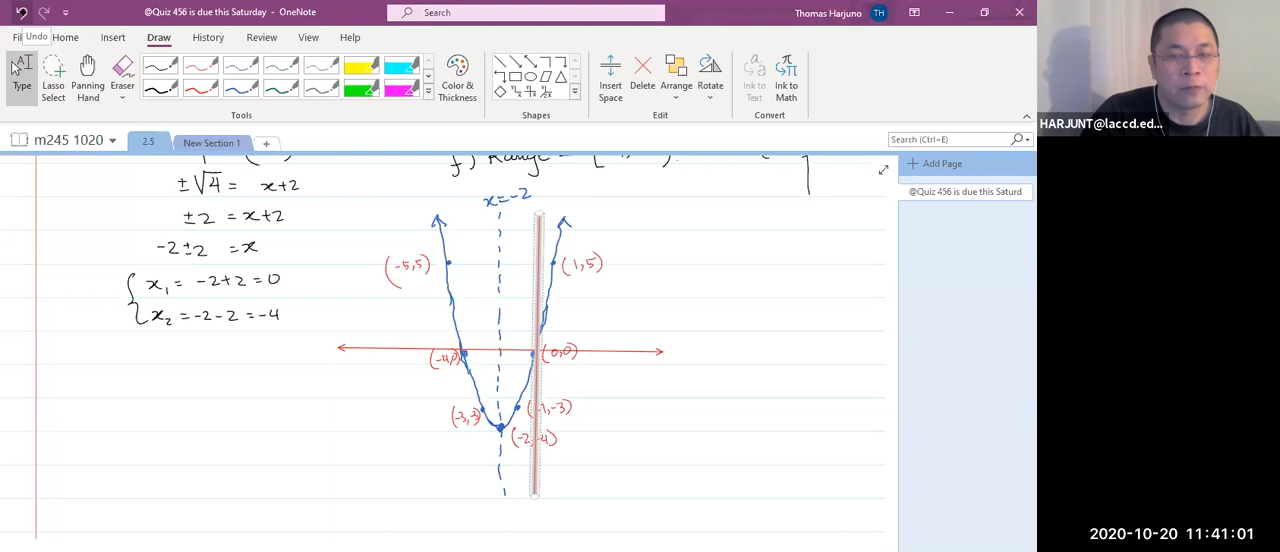 @Quiz 456 is due this Saturday - OneNote
Search
Thomas Harjuno
TH
Undo
Home
Insert
Draw
History
Review
View
Help
Type
Lasso Select
Panning Hand
Eraser
Color & Thickness
Insert Space
Delete
Arrange
Rotate
Ink to Text
Ink to Math
Tools
Shapes
Edit
Convert
HARJUNT@laccd.ed...
m245 1020
2.5
New Section 1
Search (Ctrl+E)
Add Page
@Quiz 456 is due this Saturd
f) Range = [
±√4 = x+2
±2 = x+2
-2±2 = x
x₁ = -2+2 = 0
x₂ = -2-2 = -4
x=-2
(-5,5)
(1,5)
(-4,0)
(0,0)
(-3,-3)
(-1,-3)
(-2,-4)
2020-10-20 11:41:01